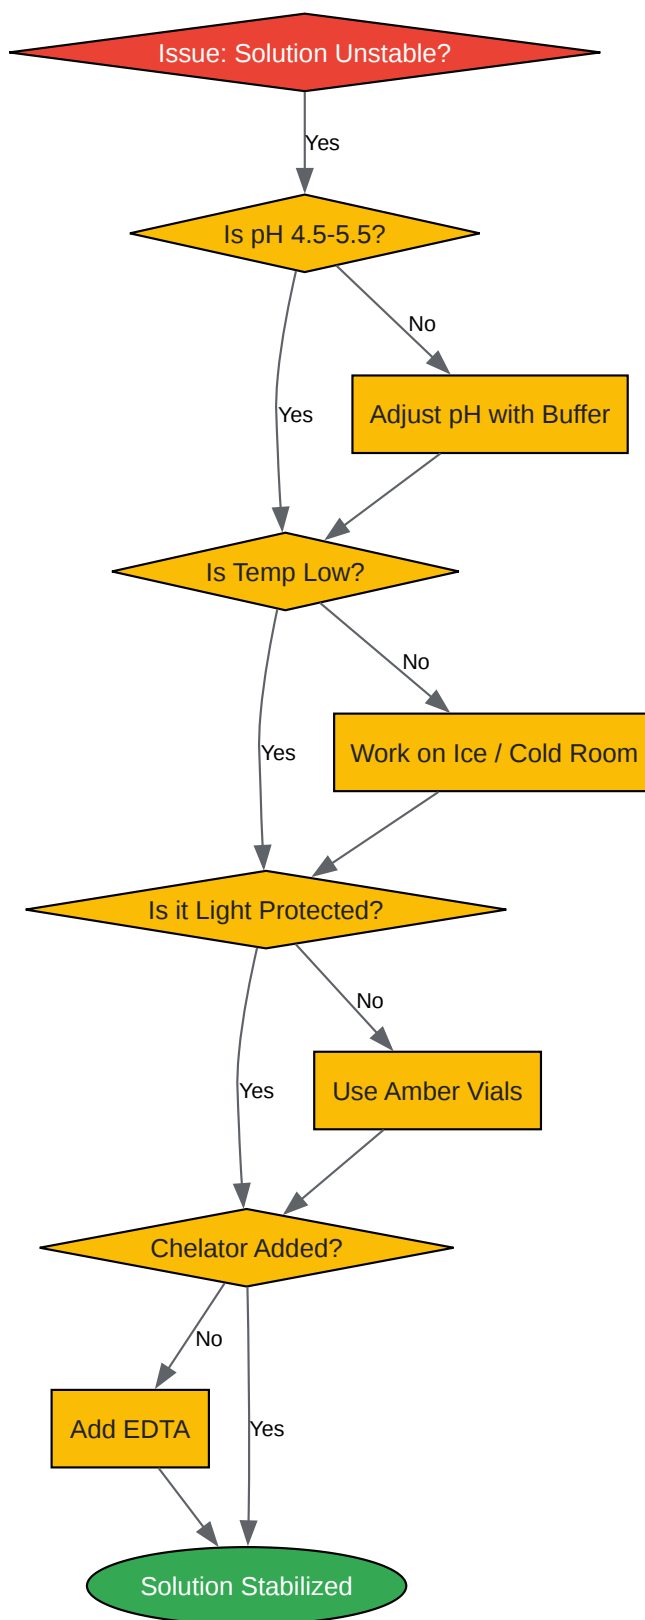 Issue: Solution Unstable?
Yes
Is pH 4.5-5.5?
No
Yes
Adjust pH with Buffer
Is Temp Low?
No
Yes
Work on Ice / Cold Room
Is it Light Protected?
No
Yes
Use Amber Vials
Chelator Added?
No
Yes
Add EDTA
Solution Stabilized